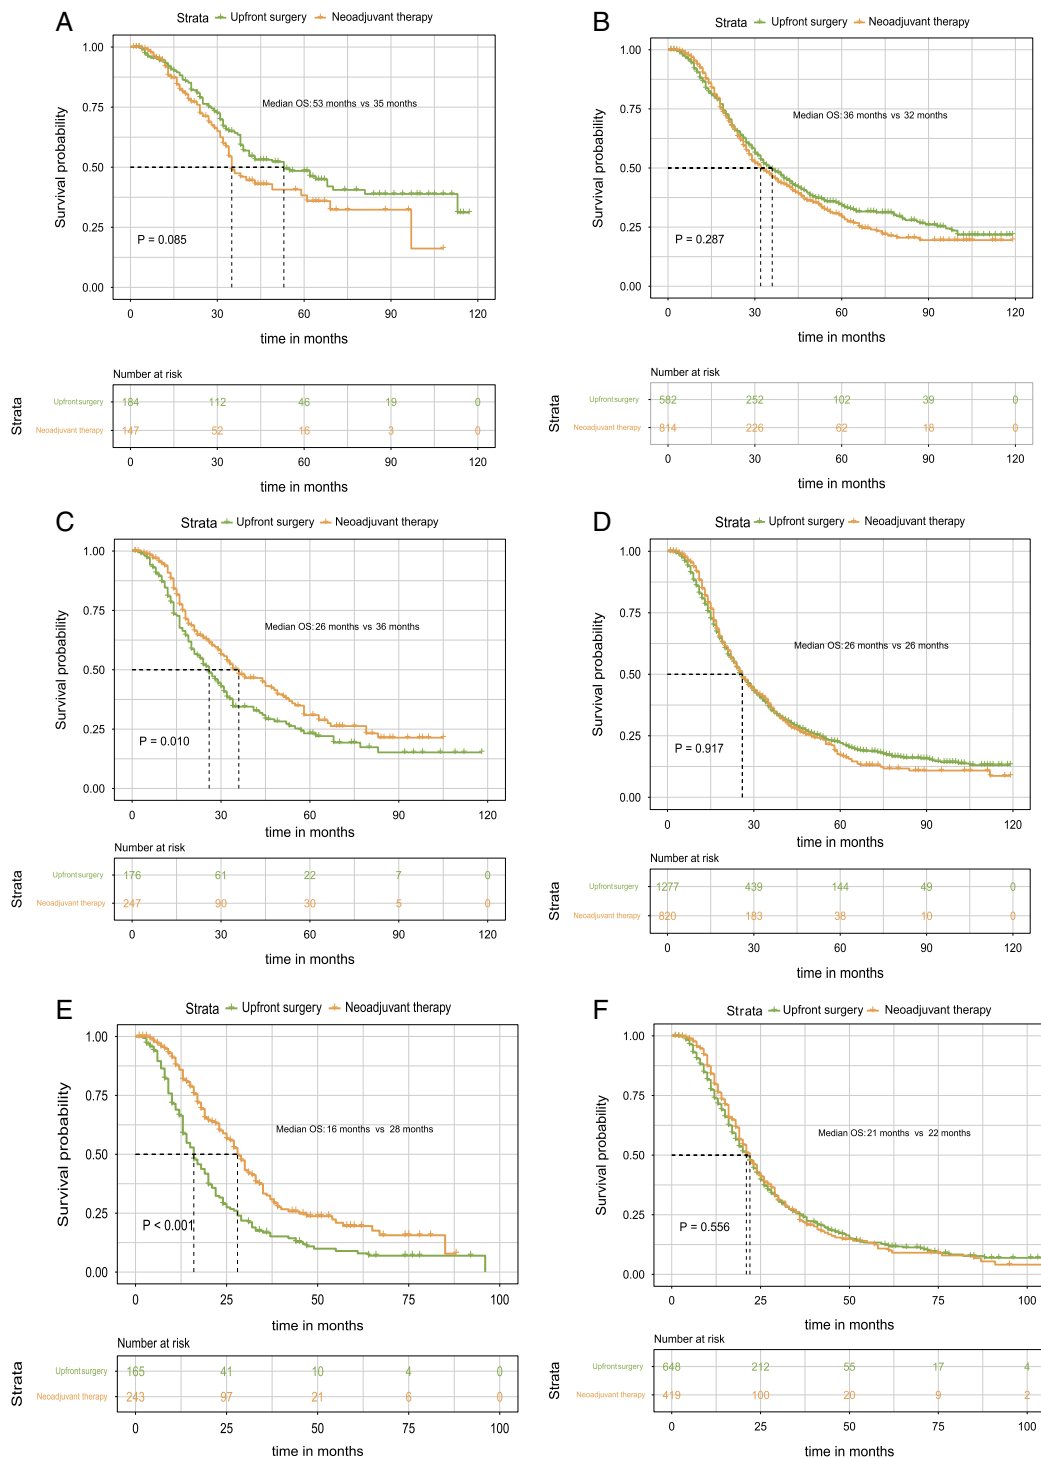 A
Strata Upfront surgery Neoadjuvant therapy
Survival probability
1.00
0.75
0.50
0.25
0.00
Median OS: 53 months vs 35 months
P = 0.085
0 30 60 90 120
time in months
Number at risk
Strata
Upfront surgery 184 112 46 19 0
Neoadjuvant therapy 147 52 16 3 0
0 30 60 90 120
time in months
B
Strata Upfront surgery Neoadjuvant therapy
Survival probability
1.00
0.75
0.50
0.25
0.00
Median OS: 36 months vs 32 months
P = 0.287
0 30 60 90 120
time in months
Number at risk
Strata
Upfront surgery 582 252 102 39 0
Neoadjuvant therapy 814 226 62 18 0
0 30 60 90 120
time in months
C
Strata Upfront surgery Neoadjuvant therapy
Survival probability
1.00
0.75
0.50
0.25
0.00
Median OS: 26 months vs 36 months
P = 0.010
0 30 60 90 120
time in months
Number at risk
Strata
Upfront surgery 176 61 22 7 0
Neoadjuvant therapy 247 90 30 5 0
0 30 60 90 120
time in months
D
Strata Upfront surgery Neoadjuvant therapy
Survival probability
1.00
0.75
0.50
0.25
0.00
Median OS: 26 months vs 26 months
P = 0.917
0 30 60 90 120
time in months
Number at risk
Strata
Upfront surgery 1277 439 144 49 0
Neoadjuvant therapy 820 183 38 10 0
0 30 60 90 120
time in months
E
Strata Upfront surgery Neoadjuvant therapy
Survival probability
1.00
0.75
0.50
0.25
0.00
Median OS: 16 months vs 28 months
P < 0.001
0 25 50 75 100
time in months
Number at risk
Strata
Upfront surgery 165 41 10 4 0
Neoadjuvant therapy 243 97 21 6 0
0 25 50 75 100
time in months
F
Strata Upfront surgery Neoadjuvant therapy
Survival probability
1.00
0.75
0.50
0.25
0.00
Median OS: 21 months vs 22 months
P = 0.556
0 25 50 75 100
time in months
Number at risk
Strata
Upfront surgery 648 212 55 17 4
Neoadjuvant therapy 419 100 20 9 2
0 25 50 75 100
time in months